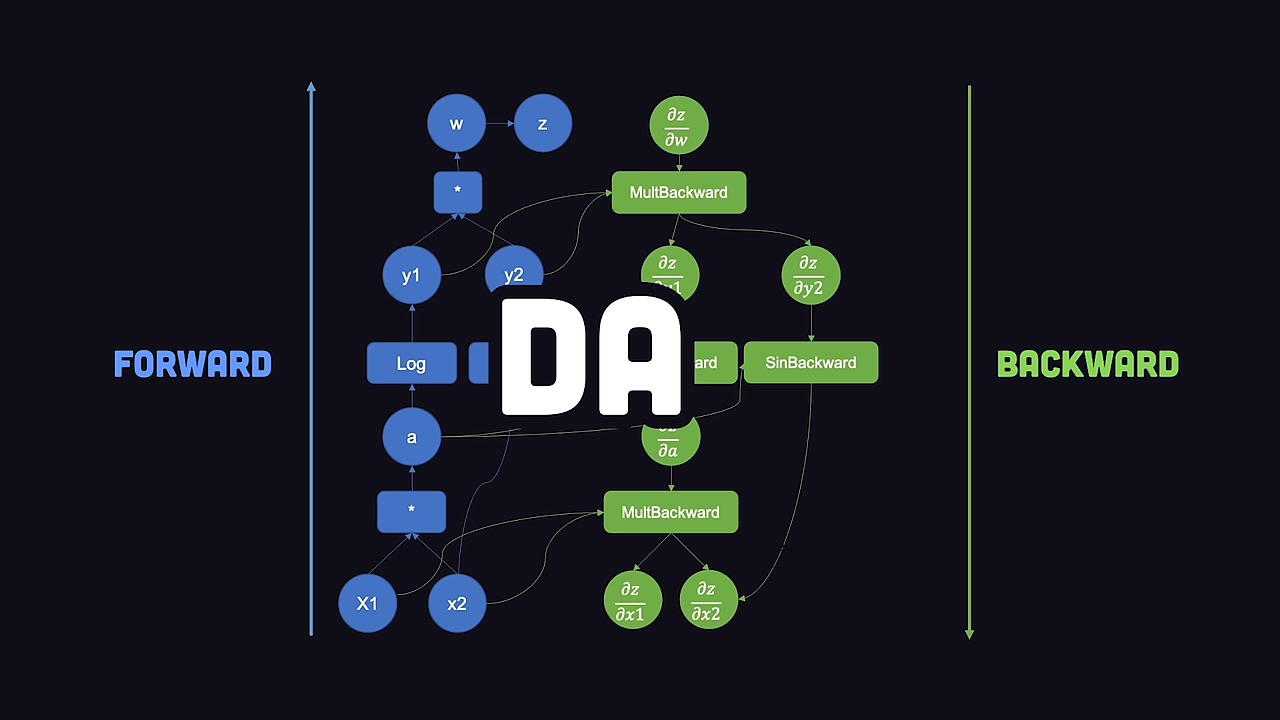 w
z
∂z
∂w
*
MultBackward
y1
y2
∂z
∂z
∂y2
DA
FORWARD
BACKWARD
Log
SinBackward
a
∂a
*
MultBackward
X1
x2
∂z
∂x1
∂z
∂x2